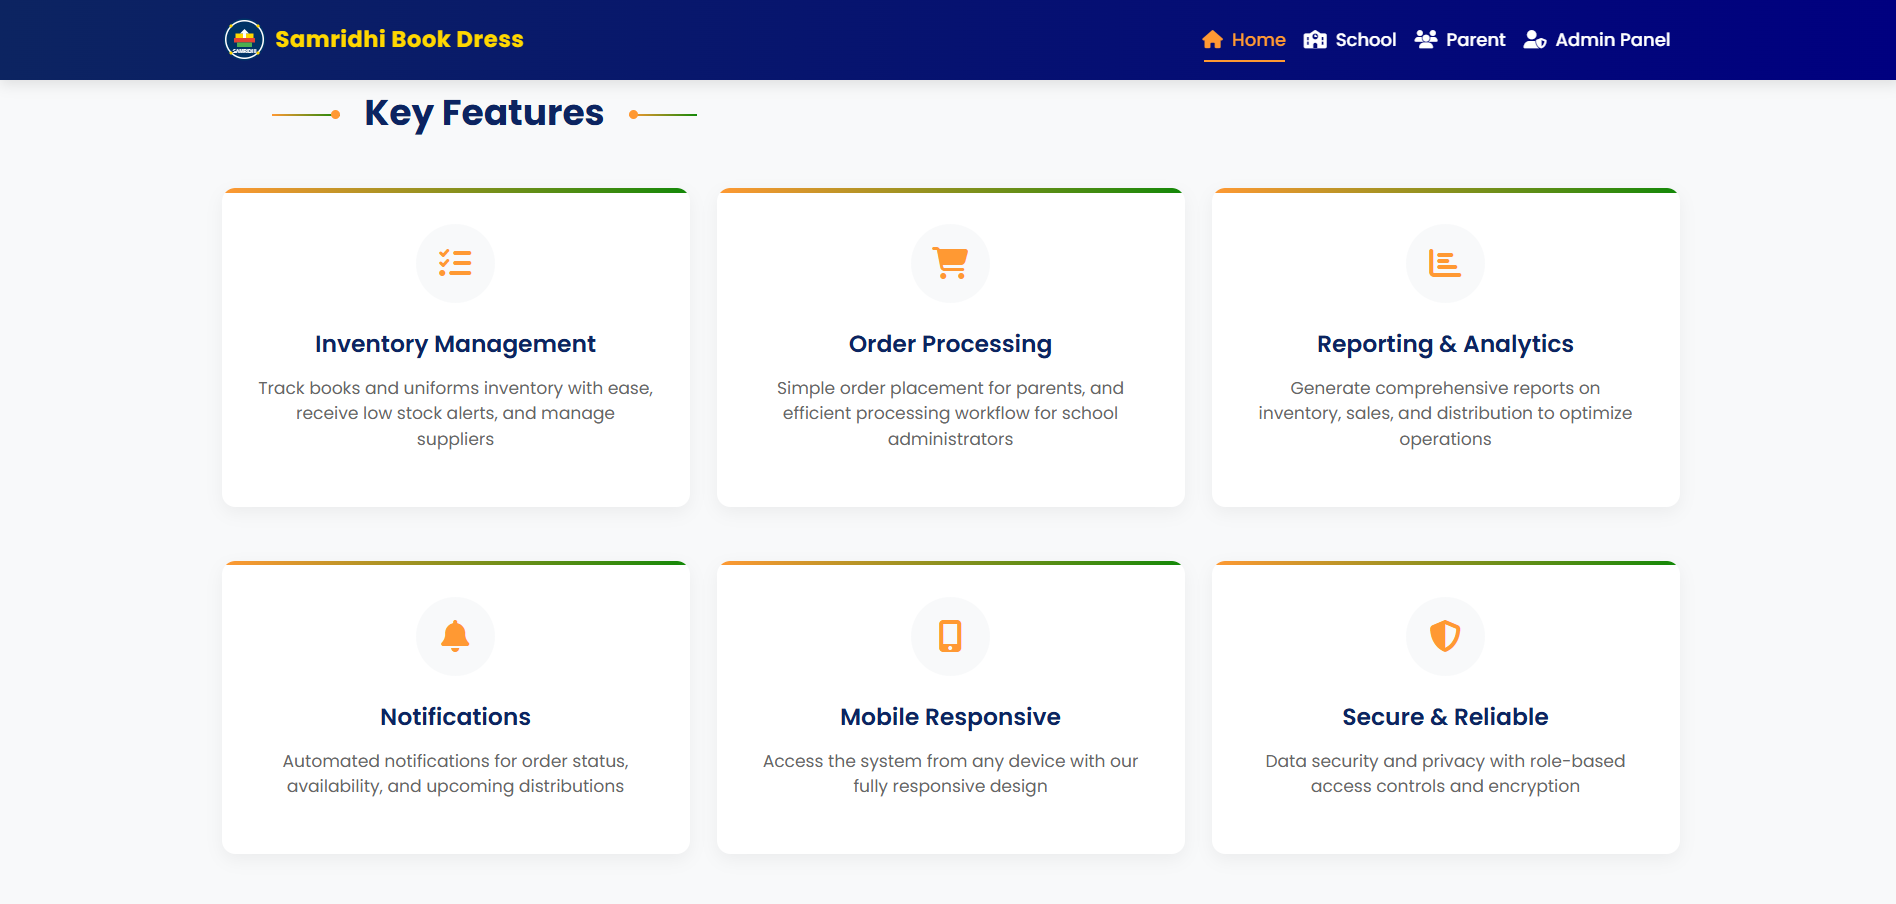 SAMRIDHI
Samridhi Book Dress
Home
School
Parent
Admin Panel
Key Features
Inventory Management
Track books and uniforms inventory with ease,
receive low stock alerts, and manage
suppliers
Order Processing
Simple order placement for parents, and
efficient processing workflow for school
administrators
Reporting & Analytics
Generate comprehensive reports on
inventory, sales, and distribution to optimize
operations
Notifications
Automated notifications for order status,
availability, and upcoming distributions
Mobile Responsive
Access the system from any device with our
fully responsive design
Secure & Reliable
Data security and privacy with role-based
access controls and encryption